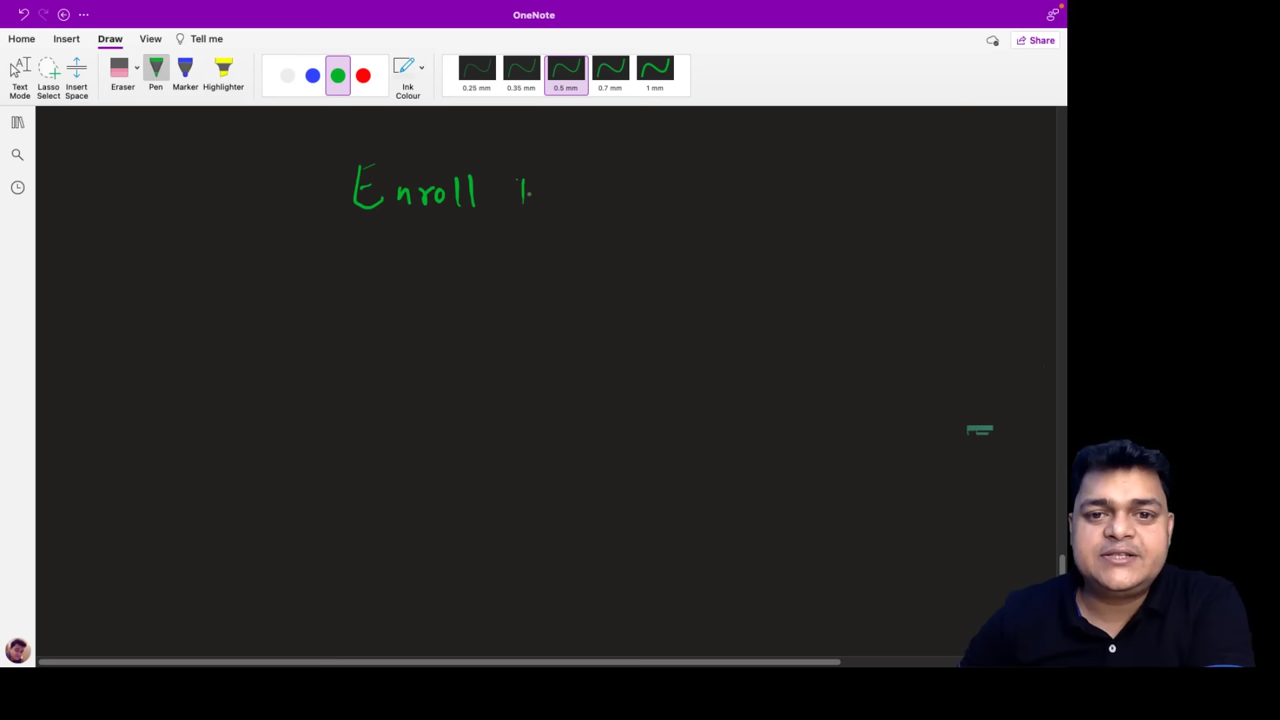 OneNote
Home Insert Draw View Tell me
Share
Text Mode
Lasso Select
Insert Space
Eraser
Pen
Marker
Highlighter
Ink Colour
0.25 mm
0.35 mm
0.5 mm
0.7 mm
1 mm
Enroll